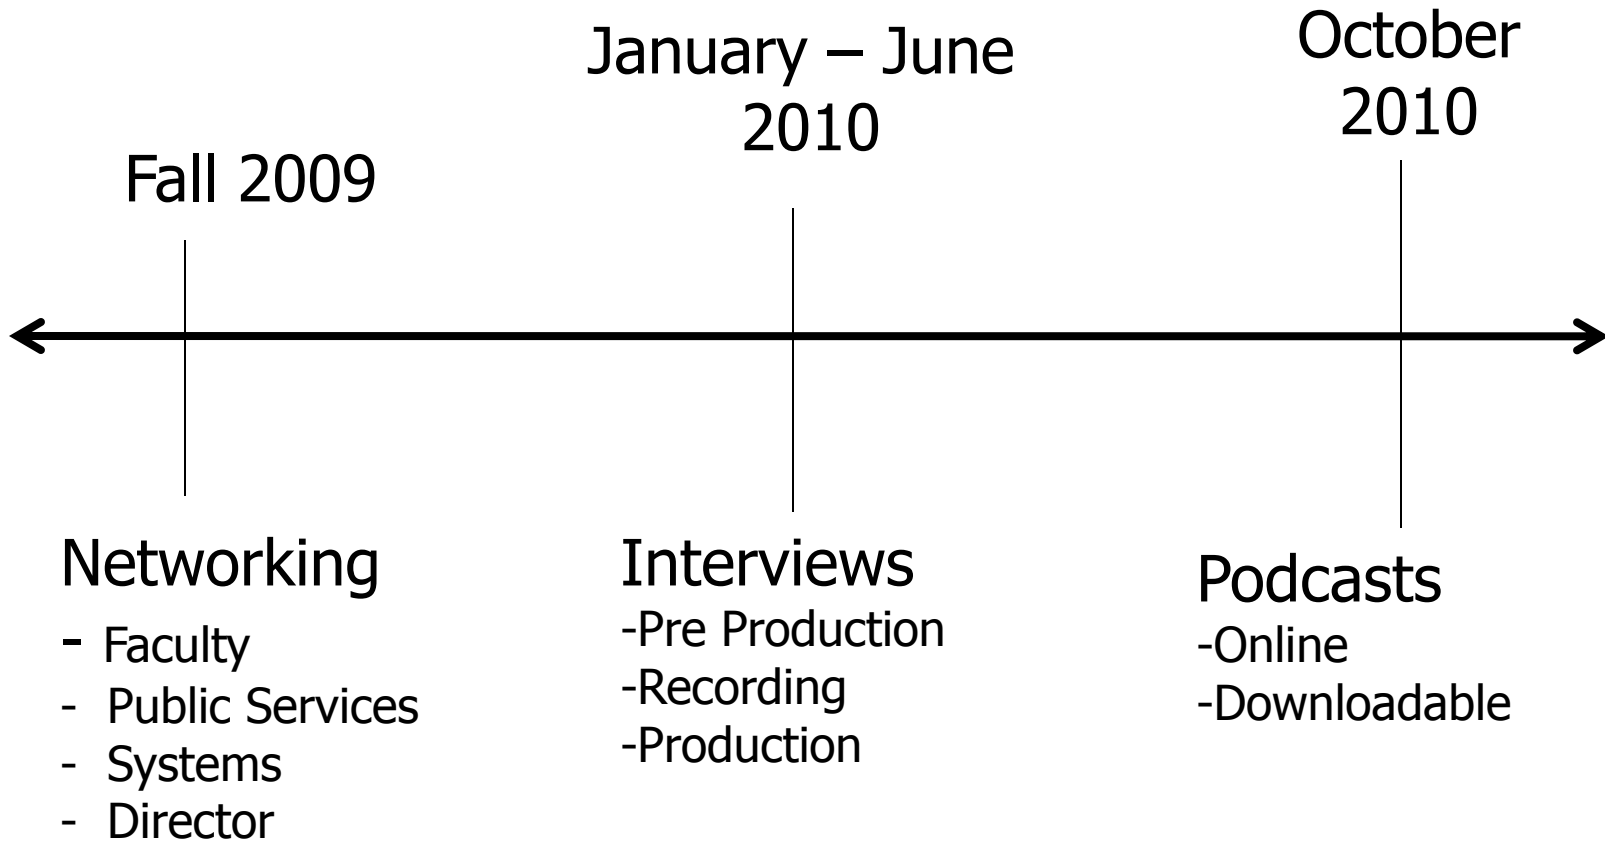 Fall 2009
January – June
2010
October
2010
Networking
- Faculty
- Public Services
- Systems
- Director
Interviews
-Pre Production
-Recording
-Production
Podcasts
-Online
-Downloadable